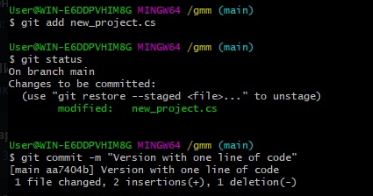 User@WIN-E6DDPVHIM8G MINGW64 /gmm (main)
$ git add new_project.cs
User@WIN-E6DDPVHIM8G MINGW64 /gmm (main)
$ git status
On branch main
Changes to be committed:
(use "git restore --staged <file>..." to unstage)
modified: new_project.cs
User@WIN-E6DDPVHIM8G MINGW64 /gmm (main)
$ git commit -m "Version with one line of code"
[main aa7404b] Version with one line of code
1 file changed, 2 insertions(+), 1 deletion(-)